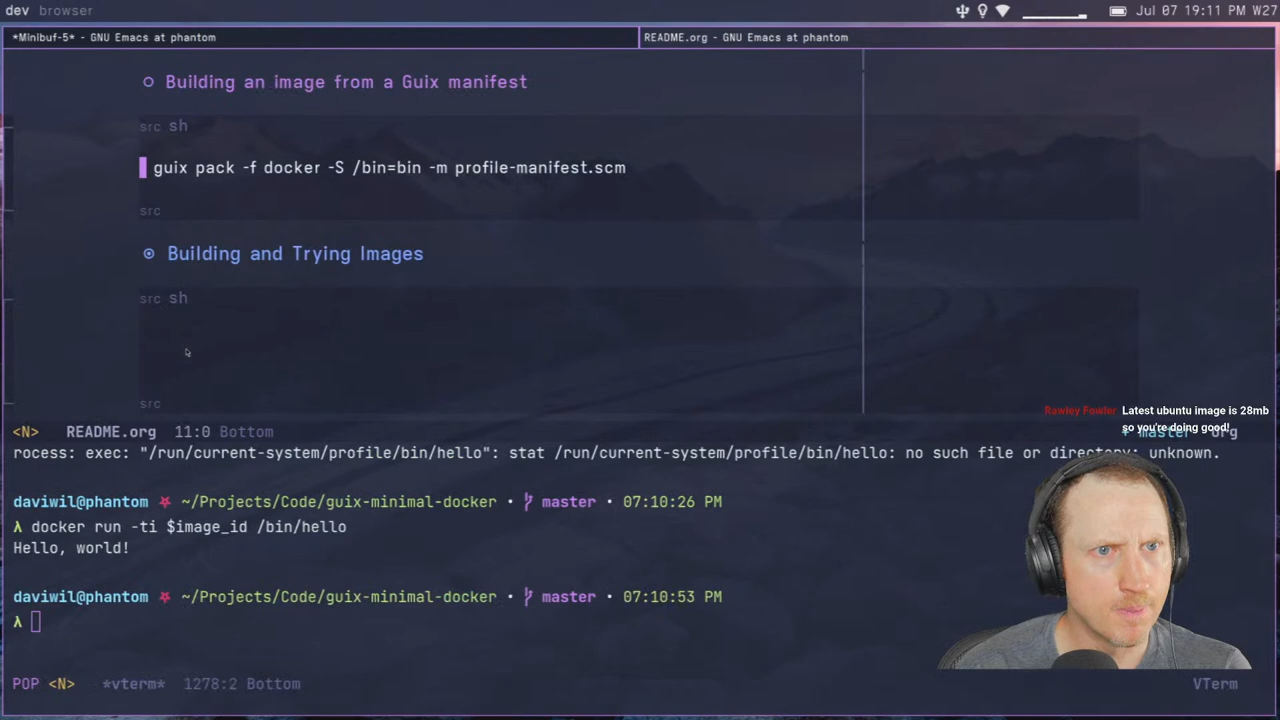 dev browser
Jul 07 19:11 PM W27
*Minibuf-5* - GNU Emacs at phantom
README.org - GNU Emacs at phantom
Building an image from a Guix manifest
src sh
guix pack -f docker -S /bin=bin -m profile-manifest.scm
src
Building and Trying Images
src sh
src
Rawley Fowler Latest ubuntu image is 28mb
so you're doing good!
<N> README.org 11:0 Bottom
master org
rocess: exec: "/run/current-system/profile/bin/hello": stat /run/current-system/profile/bin/hello: no such file or directory: unknown.
daviwil@phantom ~/Projects/Code/guix-minimal-docker • master • 07:10:26 PM
λ docker run -ti $image_id /bin/hello
Hello, world!
daviwil@phantom ~/Projects/Code/guix-minimal-docker • master • 07:10:53 PM
λ
POP <N> *vterm* 1278:2 Bottom
VTerm